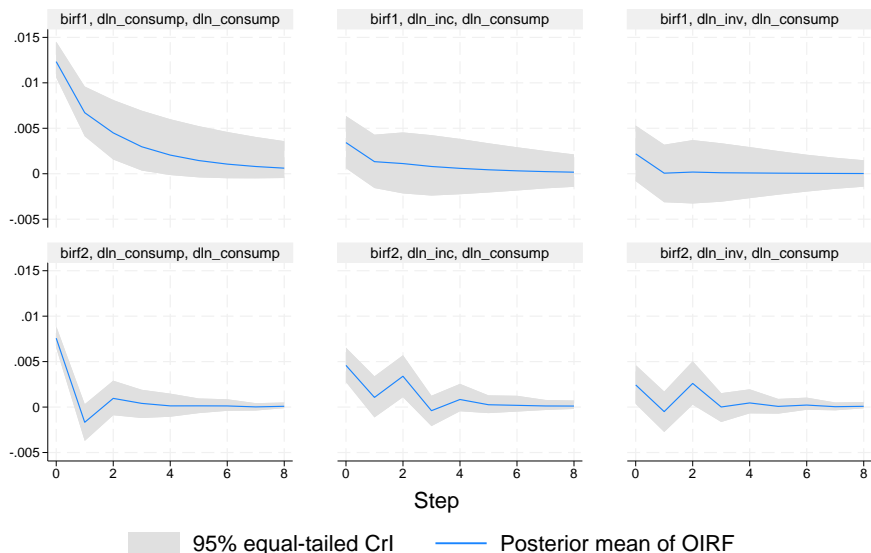 birf1, dln_consump, dln_consump
birf1, dln_inc, dln_consump
birf1, dln_inv, dln_consump
.015
.01
.005
0
-.005
birf2, dln_consump, dln_consump
birf2, dln_inc, dln_consump
birf2, dln_inv, dln_consump
.015
.01
.005
0
-.005
0 2 4 6 8
0 2 4 6 8
0 2 4 6 8
Step
95% equal-tailed CrI
Posterior mean of OIRF